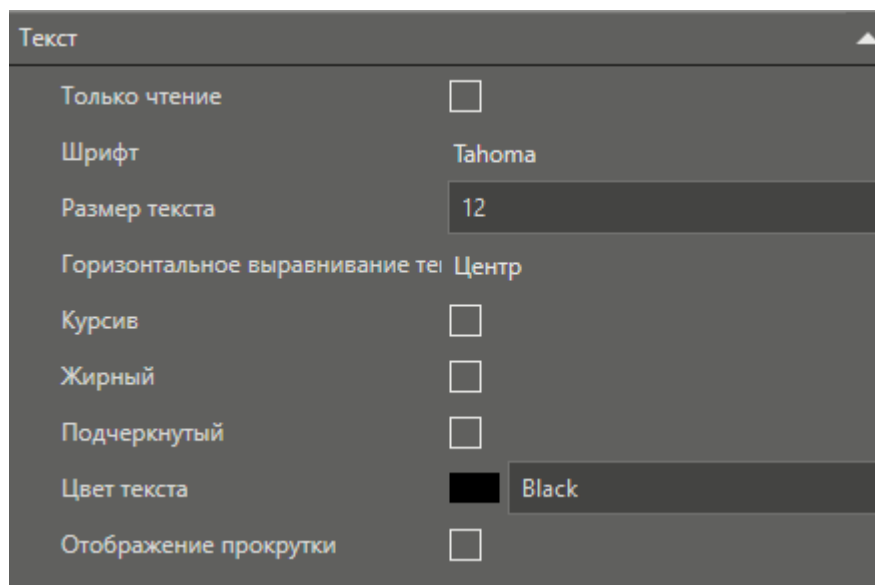 Текст
Только чтение
Шрифт Tahoma
Размер текста 12
Горизонтальное выравнивание те Центр
Курсив
Жирный
Подчеркнутый
Цвет текста Black
Отображение прокрутки